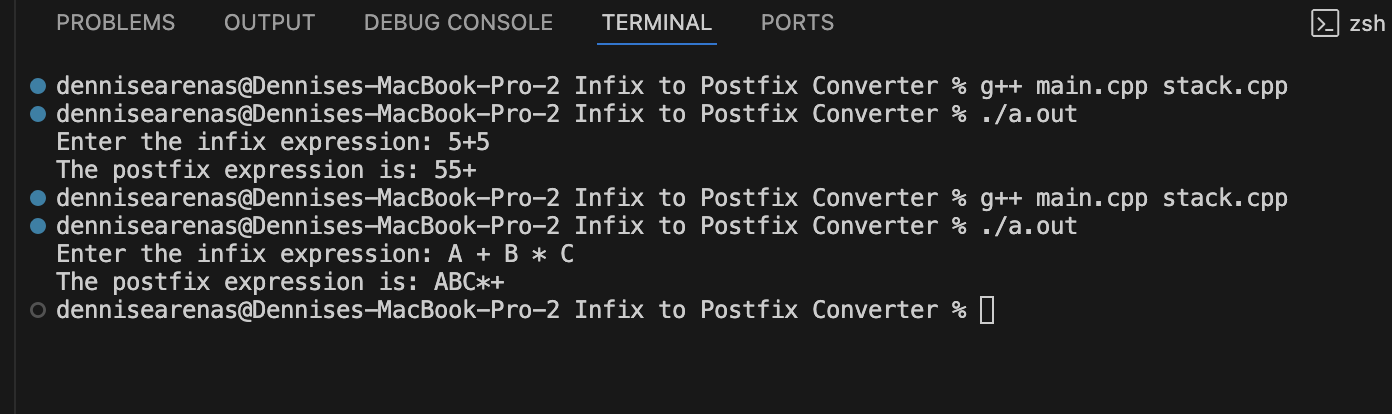 PROBLEMS OUTPUT DEBUG CONSOLE TERMINAL PORTS zsh
dennisearenas@Dennises-MacBook-Pro-2 Infix to Postfix Converter % g++ main.cpp stack.cpp
dennisearenas@Dennises-MacBook-Pro-2 Infix to Postfix Converter % ./a.out
Enter the infix expression: 5+5
The postfix expression is: 55+
dennisearenas@Dennises-MacBook-Pro-2 Infix to Postfix Converter % g++ main.cpp stack.cpp
dennisearenas@Dennises-MacBook-Pro-2 Infix to Postfix Converter % ./a.out
Enter the infix expression: A + B * C
The postfix expression is: ABC*+
dennisearenas@Dennises-MacBook-Pro-2 Infix to Postfix Converter %